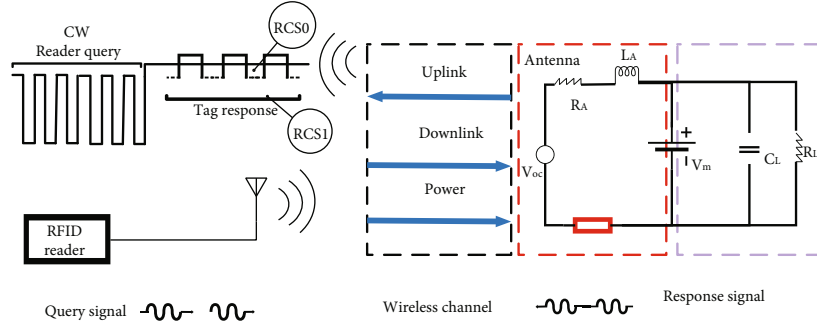 CW
Reader query
RCS0
Tag response
RCS1
Uplink
Downlink
Power
Antenna
LA
RA
Voc
+
Vm
CL
RL
RFID
reader
Query signal
Wireless channel
Response signal